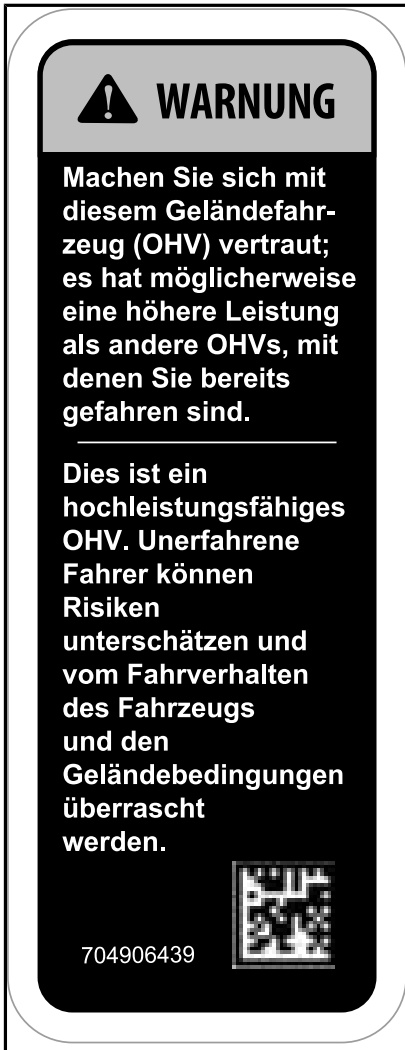 WARNUNG
Machen Sie sich mit
diesem Geländefahr-
zeug (OHV) vertraut;
es hat möglicherweise
eine höhere Leistung
als andere OHVs, mit
denen Sie bereits
gefahren sind.
Dies ist ein
hochleistungsfähiges
OHV. Unerfahrene
Fahrer können
Risiken
unterschätzen und
vom Fahrverhalten
des Fahrzeugs
und den
Geländebedingungen
überrascht
werden.
704906439